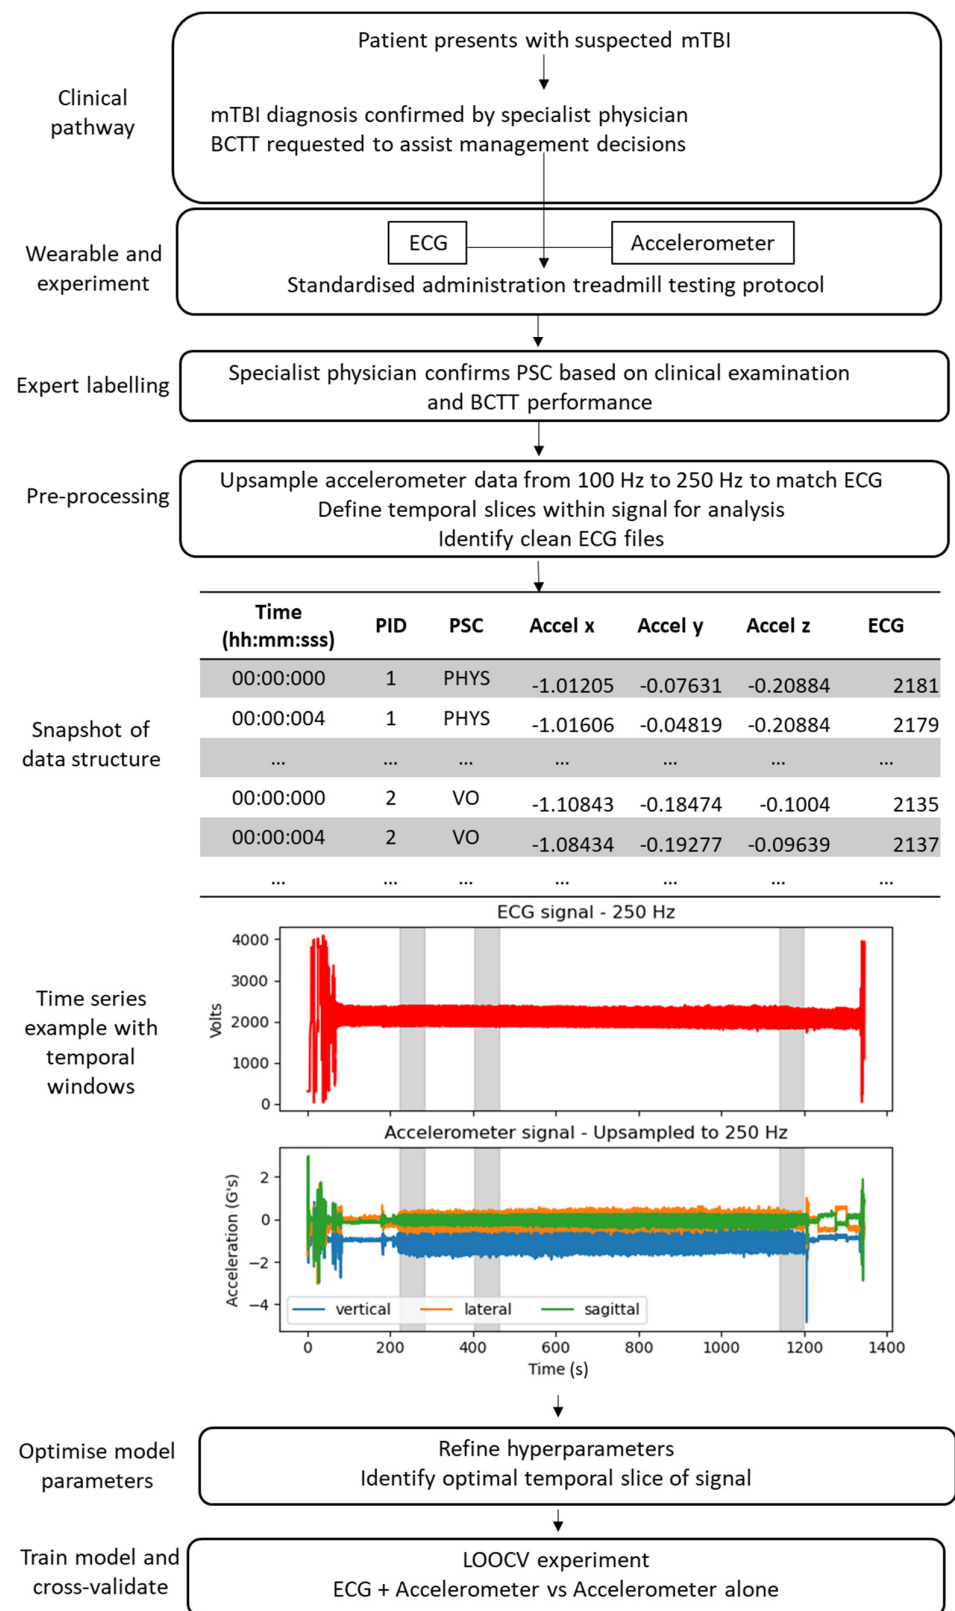 Patient presents with suspected mTBI
Clinical
pathway
mTBI diagnosis confirmed by specialist physician
BCTT requested to assist management decisions
Wearable and
experiment
ECG
Accelerometer
Standardised administration treadmill testing protocol
Expert labelling
Specialist physician confirms PSC based on clinical examination
and BCTT performance
Pre-processing
Upsample accelerometer data from 100 Hz to 250 Hz to match ECG
Define temporal slices within signal for analysis
Identify clean ECG files
Snapshot of
data structure
Time
(hh:mm:sss) PID PSC Accel x Accel y Accel z ECG
00:00:000 1 PHYS -1.01205 -0.07631 -0.20884 2181
00:00:004 1 PHYS -1.01606 -0.04819 -0.20884 2179
... ... ... ... ... ... ...
00:00:000 2 VO -1.10843 -0.18474 -0.1004 2135
00:00:004 2 VO -1.08434 -0.19277 -0.09639 2137
... ... ... ... ... ... ...
Time series
example with
temporal
windows
ECG signal - 250 Hz
Volts
4000
3000
2000
1000
0
Accelerometer signal - Upsampled to 250 Hz
Acceleration (G's)
2
0
−2
−4
vertical lateral sagittal
0 200 400 600 800 1000 1200 1400
Time (s)
Optimise model
parameters
Refine hyperparameters
Identify optimal temporal slice of signal
Train model and
cross-validate
LOOCV experiment
ECG + Accelerometer vs Accelerometer alone